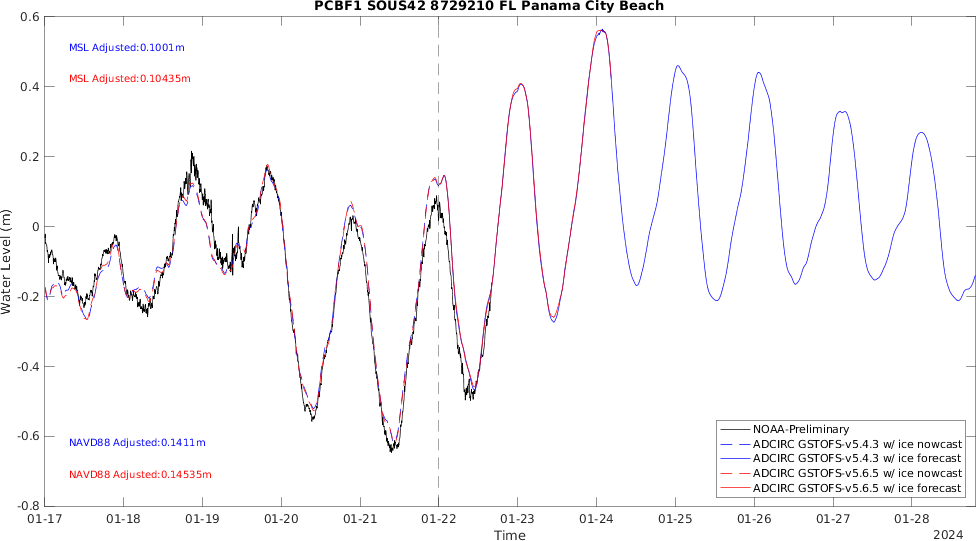 PCBF1 SOUS42 8729210 FL Panama City Beach
0.6
MSL Adjusted:0.1001m
MSL Adjusted:0.10435m
0.4
0.2
0
-0.2
-0.4
-0.6
-0.8
Water Level (m)
NAVD88 Adjusted:0.1411m
NAVD88 Adjusted:0.14535m
NOAA-Preliminary
ADCIRC GSTOFS-v5.4.3 w/ ice nowcast
ADCIRC GSTOFS-v5.4.3 w/ ice forecast
ADCIRC GSTOFS-v5.6.5 w/ ice nowcast
ADCIRC GSTOFS-v5.6.5 w/ ice forecast
01-17 01-18 01-19 01-20 01-21 01-22 01-23 01-24 01-25 01-26 01-27 01-28
Time
2024